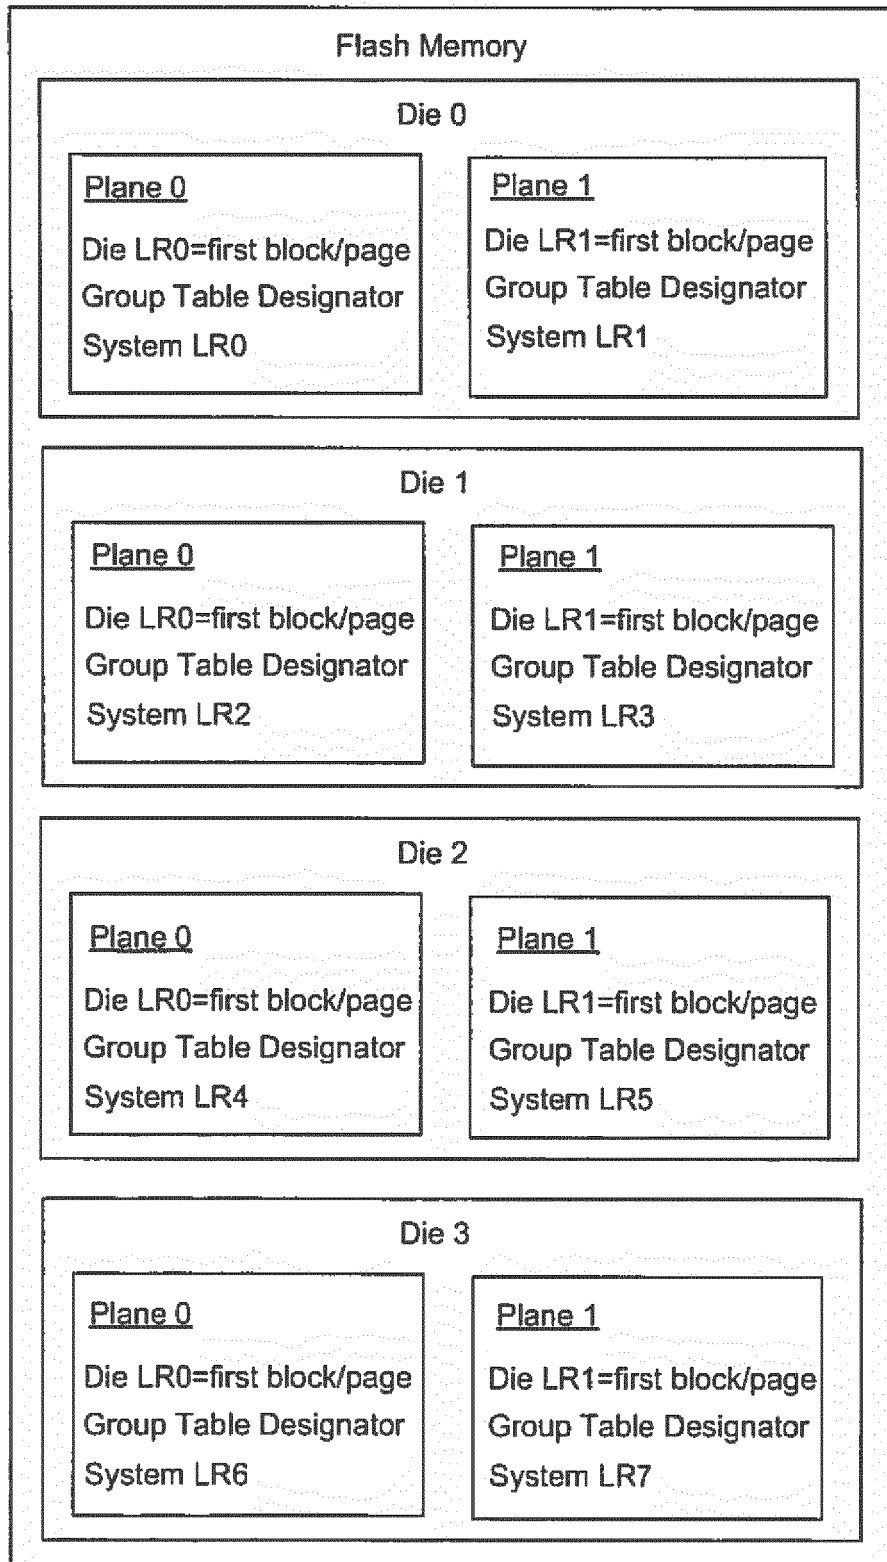 Flash Memory
Die 0
Plane 0
Die LR0=first block/page
Group Table Designator
System LR0
Plane 1
Die LR1=first block/page
Group Table Designator
System LR1
Die 1
Plane 0
Die LR0=first block/page
Group Table Designator
System LR2
Plane 1
Die LR1=first block/page
Group Table Designator
System LR3
Die 2
Plane 0
Die LR0=first block/page
Group Table Designator
System LR4
Plane 1
Die LR1=first block/page
Group Table Designator
System LR5
Die 3
Plane 0
Die LR0=first block/page
Group Table Designator
System LR6
Plane 1
Die LR1=first block/page
Group Table Designator
System LR7